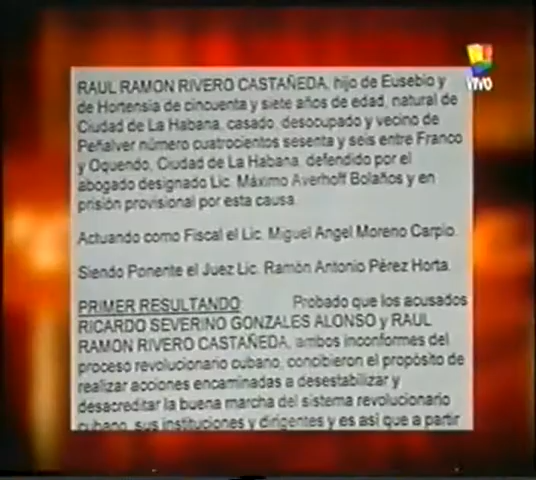 VIVO
RAUL RAMON RIVERO CASTAÑEDA, hijo de Eusebio y
de Hortensia de cincuenta y siete años de edad, natural de
Ciudad de La Habana, casado, desocupado y vecino de
Peñalver número cuatrocientos sesenta y seis entre Franco
y Oquendo, Ciudad de La Habana, defendido por el
abogado designado Lic. Máximo Averhoff Bolaños y en
prisión provisional por esta causa.
Actuando como Fiscal el Lic. Miguel Angel Moreno Carpio.
Siendo Ponente el Juez Lic. Ramón Antonio Pérez Horta.
PRIMER RESULTANDO: Probado que los acusados
RICARDO SEVERINO GONZALES ALONSO y RAUL
RAMON RIVERO CASTAÑEDA, ambos inconformes del
proceso revolucionario cubano, concibieron el propósito de
realizar acciones encaminadas a desestabilizar y
desacreditar la buena marcha del sistema revolucionario
cubano, sus instituciones y dirigentes y es así que a partir